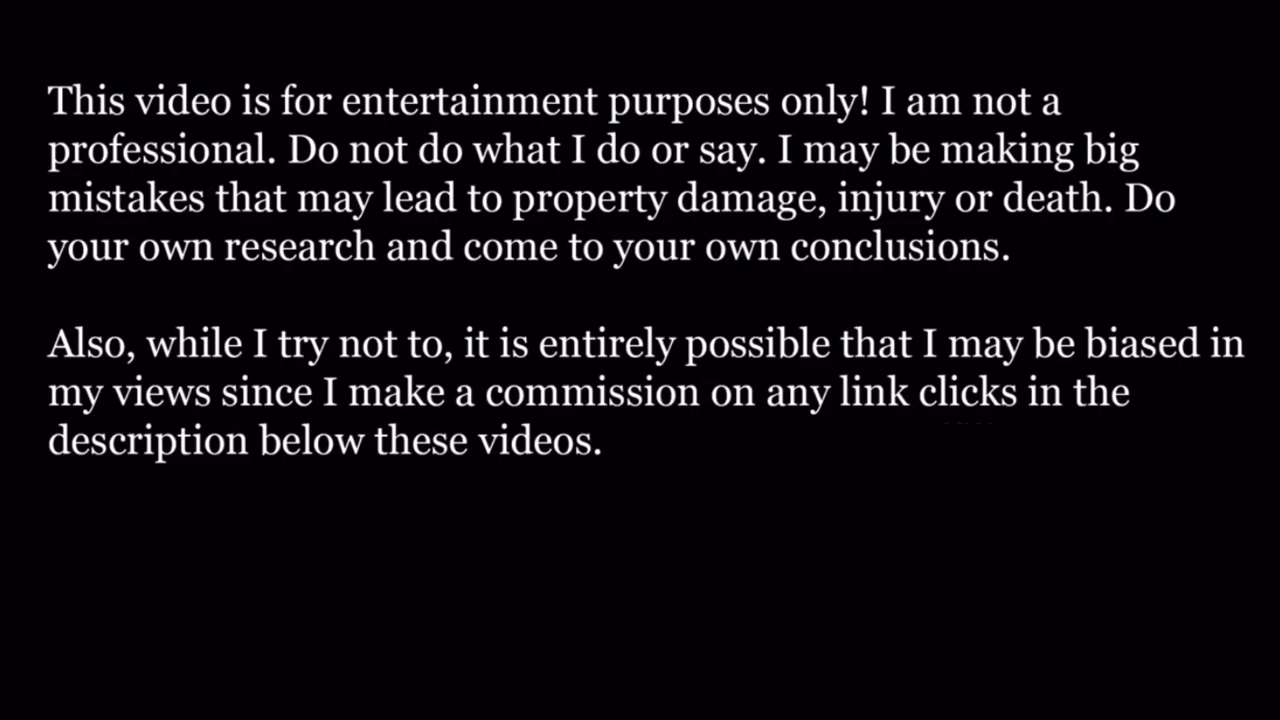 This video is for entertainment purposes only! I am not a
professional. Do not do what I do or say. I may be making big
mistakes that may lead to property damage, injury or death. Do
your own research and come to your own conclusions.
Also, while I try not to, it is entirely possible that I may be biased in
my views since I make a commission on any link clicks in the
description below these videos.